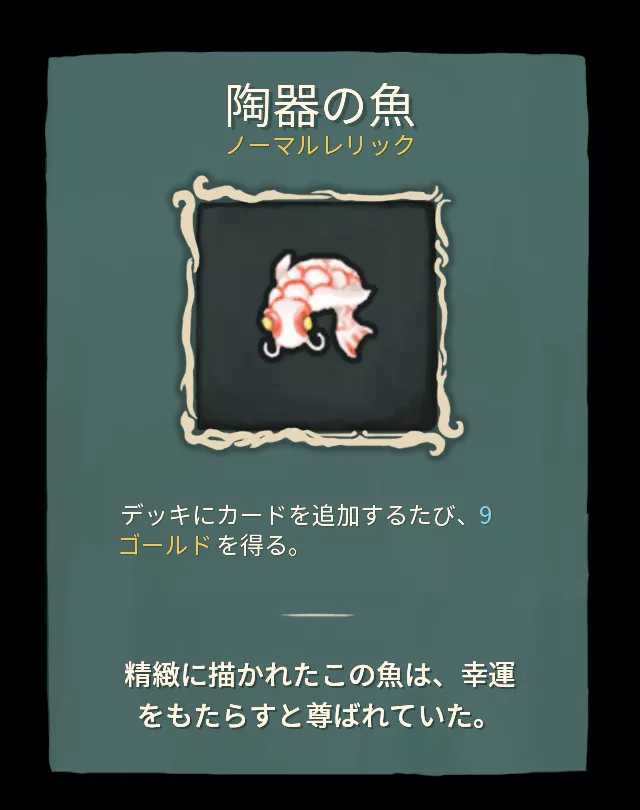 陶器の魚
ノーマルレリック
デッキにカードを追加するたび、9
ゴールドを得る。
精緻に描かれたこの魚は、幸運
をもたらすと尊ばれていた。